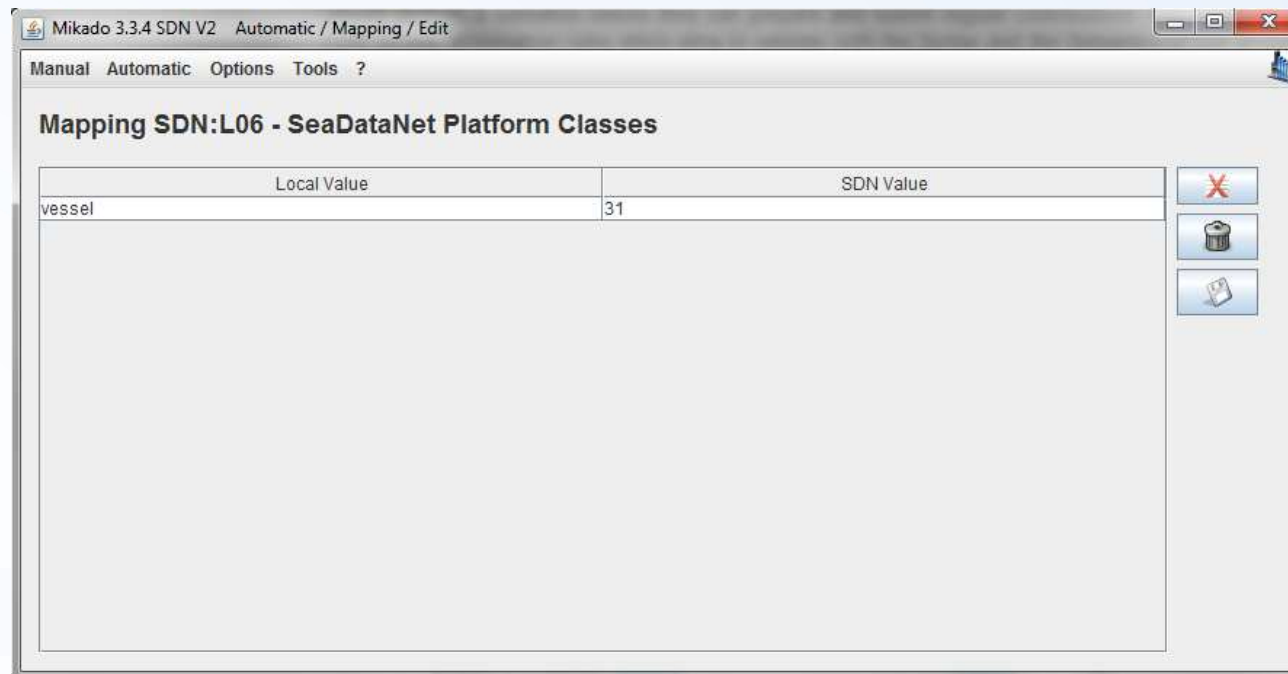 Mikado 3.3.4 SDN V2 Automatic / Mapping / Edit
Manual Automatic Options Tools ?
Mapping SDN:L06 - SeaDataNet Platform Classes
Local Value SDN Value
vessel 31